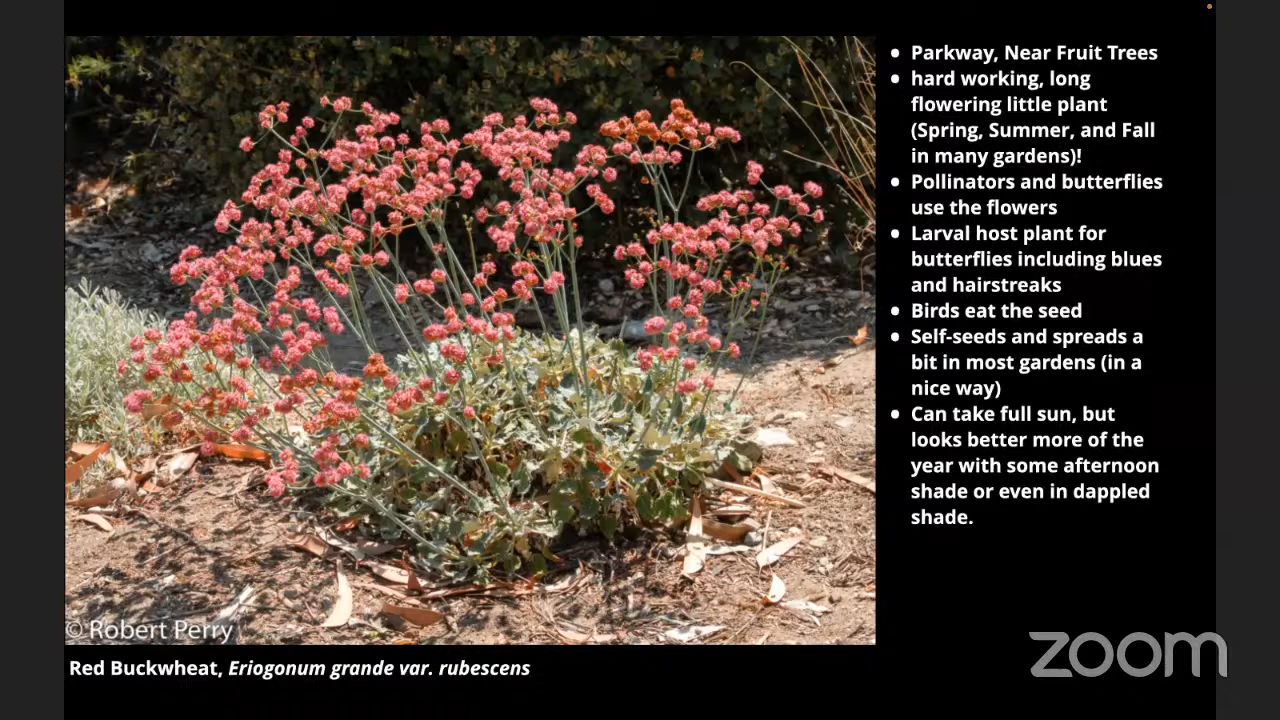 Parkway, Near Fruit Trees
hard working, long
flowering little plant
(Spring, Summer, and Fall
in many gardens)!
Pollinators and butterflies
use the flowers
Larval host plant for
butterflies including blues
and hairstreaks
Birds eat the seed
Self-seeds and spreads a
bit in most gardens (in a
nice way)
Can take full sun, but
looks better more of the
year with some afternoon
shade or even in dappled
shade.
© Robert Perry
Red Buckwheat, Eriogonum grande var. rubescens
zoom